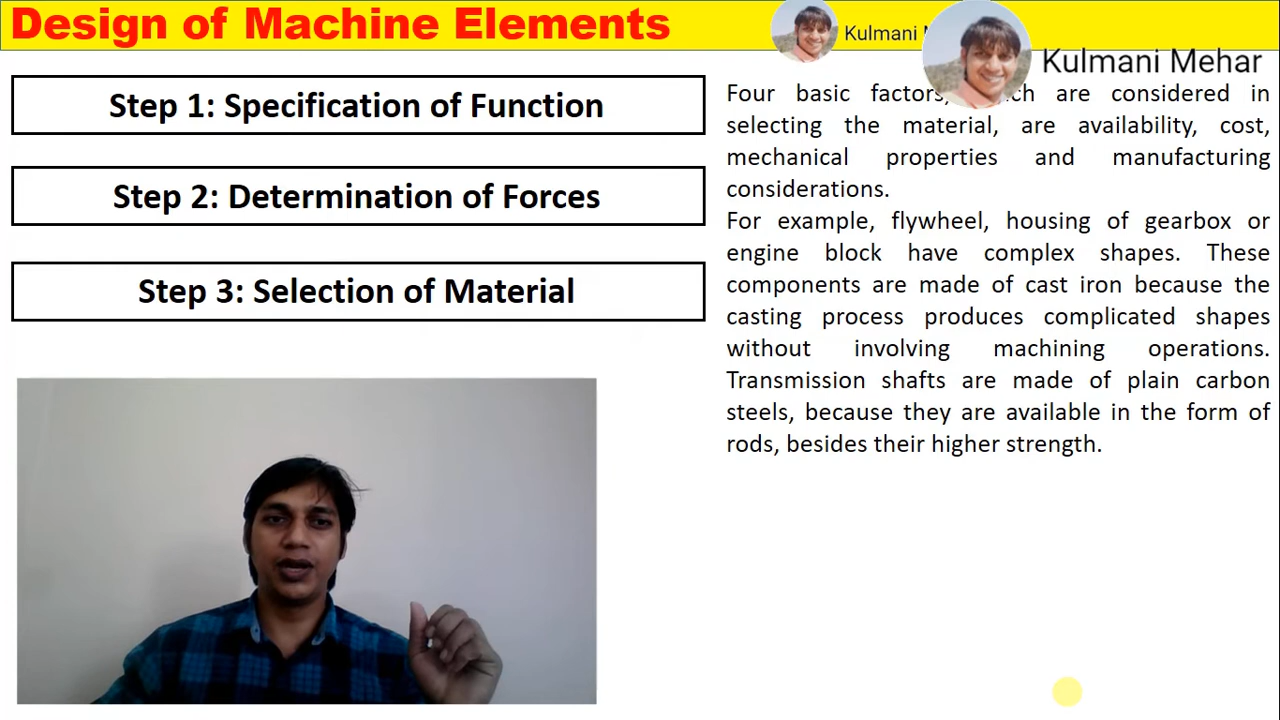 Design of Machine Elements
Kulmani
Kulmani Mehar
Step 1: Specification of Function
Step 2: Determination of Forces
Step 3: Selection of Material
Four basic factors, are considered in
selecting the material, are availability, cost,
mechanical properties and manufacturing
considerations.
For example, flywheel, housing of gearbox or
engine block have complex shapes. These
components are made of cast iron because the
casting process produces complicated shapes
without involving machining operations.
Transmission shafts are made of plain carbon
steels, because they are available in the form of
rods, besides their higher strength.